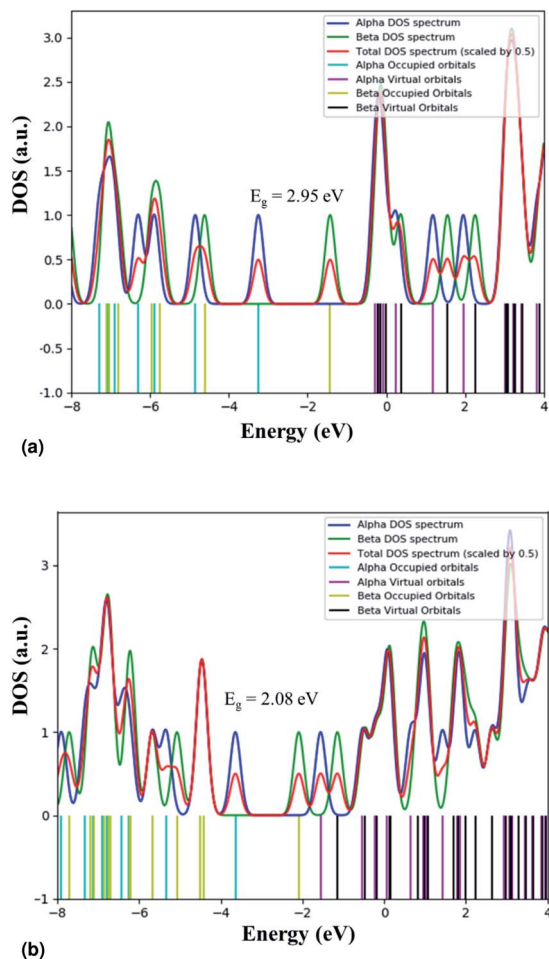 3.0
2.5
2.0
1.5
1.0
0.5
0.0
-0.5
-1.0
DOS (a.u.)
Alpha DOS spectrum
Beta DOS spectrum
Total DOS spectrum (scaled by 0.5)
Alpha Occupied orbitals
Alpha Virtual orbitals
Beta Occupied Orbitals
Beta Virtual Orbitals
Eg = 2.95 eV
−8 −6 −4 −2 0 2 4
Energy (eV)
(a)
3
2
1
0
−1
DOS (a.u.)
Alpha DOS spectrum
Beta DOS spectrum
Total DOS spectrum (scaled by 0.5)
Alpha Occupied orbitals
Alpha Virtual orbitals
Beta Occupied Orbitals
Beta Virtual Orbitals
Eg = 2.08 eV
−8 −6 −4 −2 0 2 4
Energy (eV)
(b)